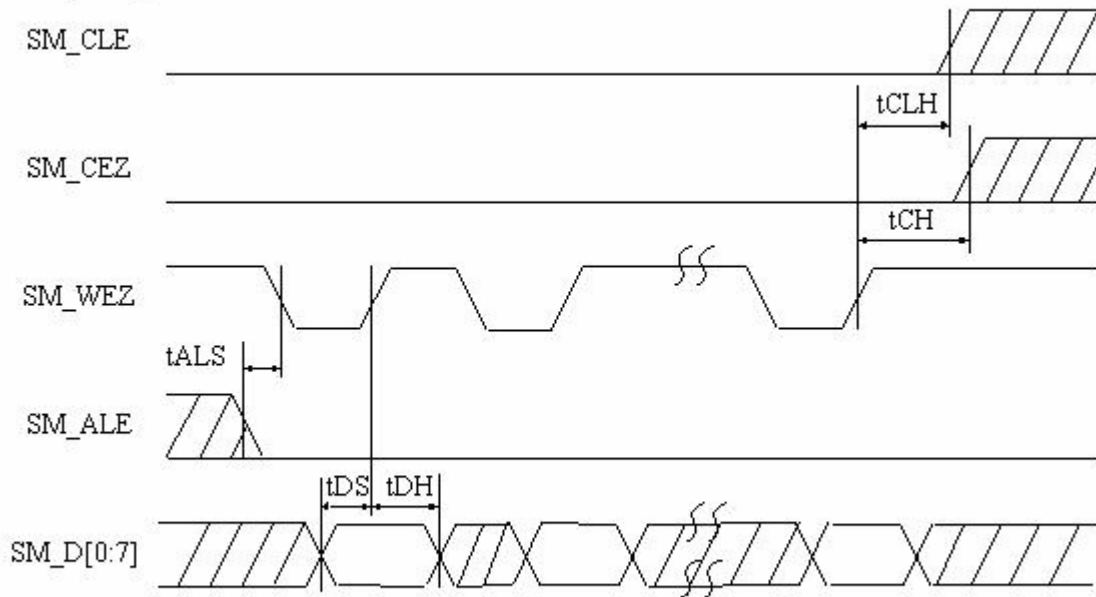 SM_CLE
tCLH
SM_CEZ
tCH
SM_WEZ
tALS
SM_ALE
tDS tDH
SM_D[0:7]